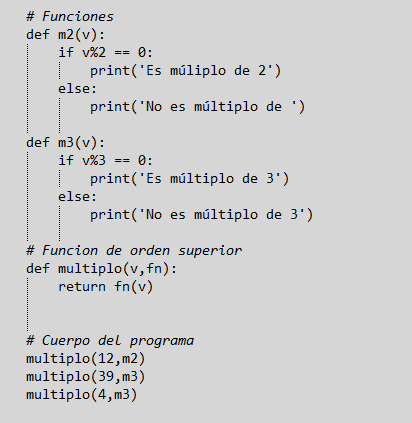 # Funciones
def m2(v):
    if v%2 == 0:
        print('Es múliplo de 2')
    else:
        print('No es múltiplo de ')
def m3(v):
    if v%3 == 0:
        print('Es múltiplo de 3')
    else:
        print('No es múltiplo de 3')
# Funcion de orden superior
def multiplo(v,fn):
    return fn(v)
# Cuerpo del programa
multiplo(12,m2)
multiplo(39,m3)
multiplo(4,m3)